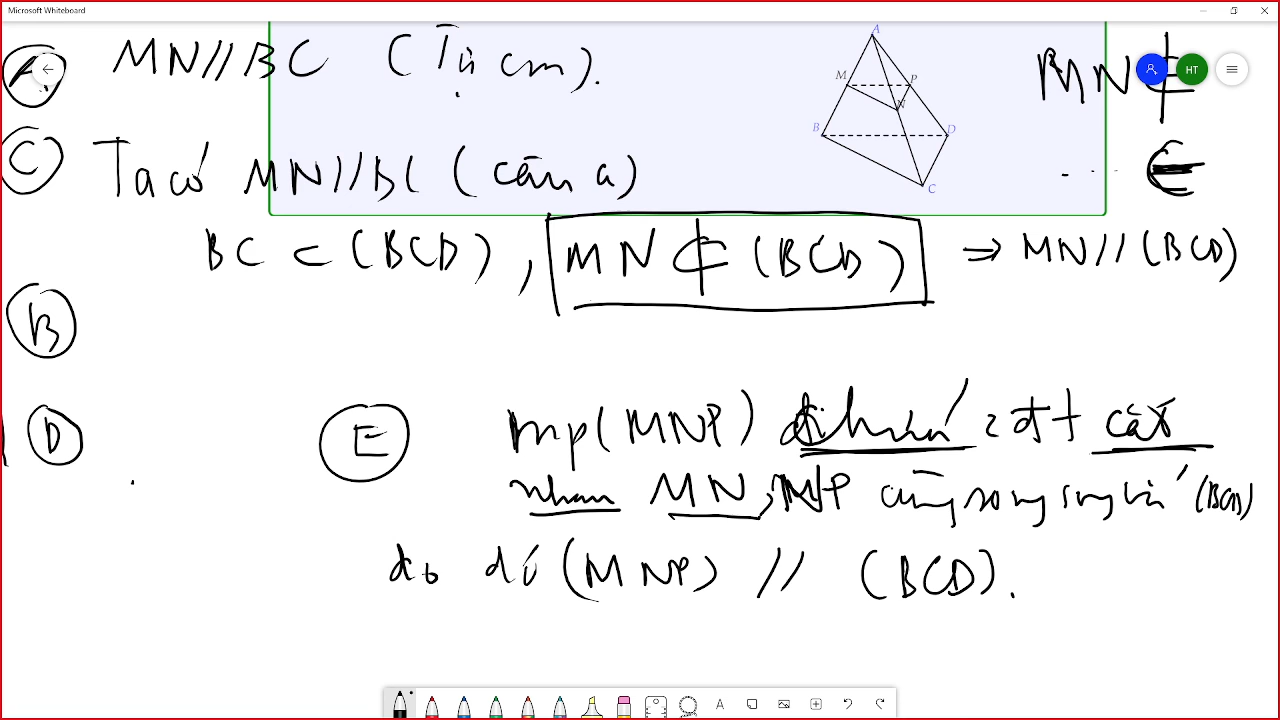 Microsoft Whiteboard
A
MN // BC (Tự cm).
A
M
P
N
B
D
C
MN ⊄
HT
C
Ta có MN // BC (câu a)
... ⊂
BC ⊂ (BCD), MN ⊄ (BCD) ⇒ MN // (BCD)
B
D
E
mp(MNP) chứa 2 đt cắt
nhau MN, NP cùng song song với (BCD)
do đó (MNP) // (BCD).
A